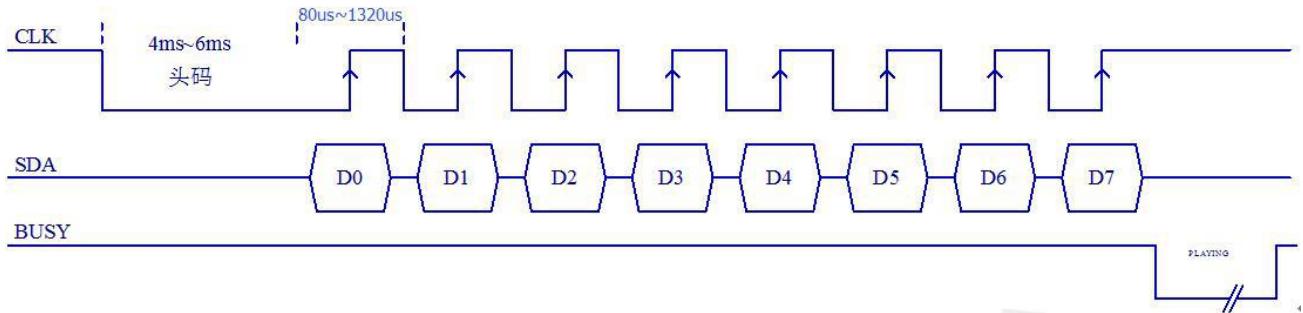 80us~1320us
CLK
4ms~6ms
头码
SDA
D0 D1 D2 D3 D4 D5 D6 D7
BUSY
PLAYING